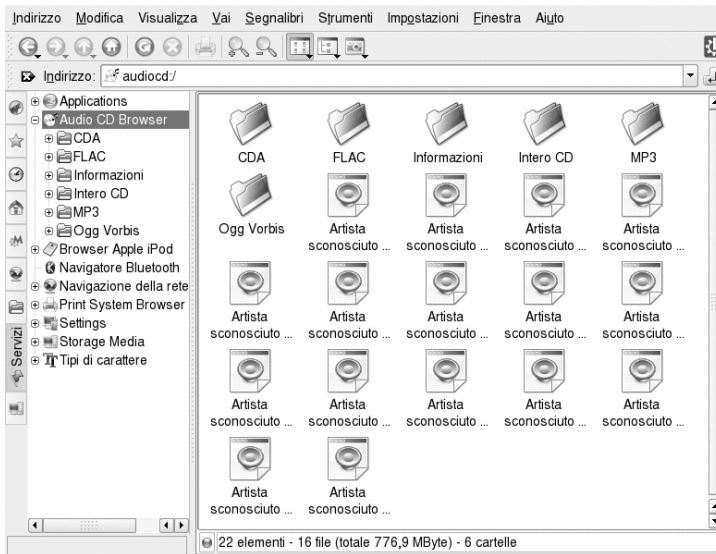 Indirizzo Modifica Visualizza Vai Segnalibri Strumenti Impostazioni Finestra Aiuto
Indirizzo: audiocd:/
Applications
Audio CD Browser
CDA
FLAC
Informazioni
Intero CD
MP3
Ogg Vorbis
Browser Apple iPod
Navigatore Bluetooth
Navigazione della rete
Print System Browser
Settings
Storage Media
Tipi di carattere
Servizi
CDA FLAC Informazioni Intero CD MP3
Ogg Vorbis Artista Artista Artista Artista
sconosciuto ... sconosciuto ... sconosciuto ... sconosciuto ...
Artista Artista Artista Artista Artista
sconosciuto ... sconosciuto ... sconosciuto ... sconosciuto ... sconosciuto ...
Artista Artista Artista Artista Artista
sconosciuto ... sconosciuto ... sconosciuto ... sconosciuto ... sconosciuto ...
Artista Artista
sconosciuto ... sconosciuto ...
22 elementi - 16 file (totale 776,9 MByte) - 6 cartelle